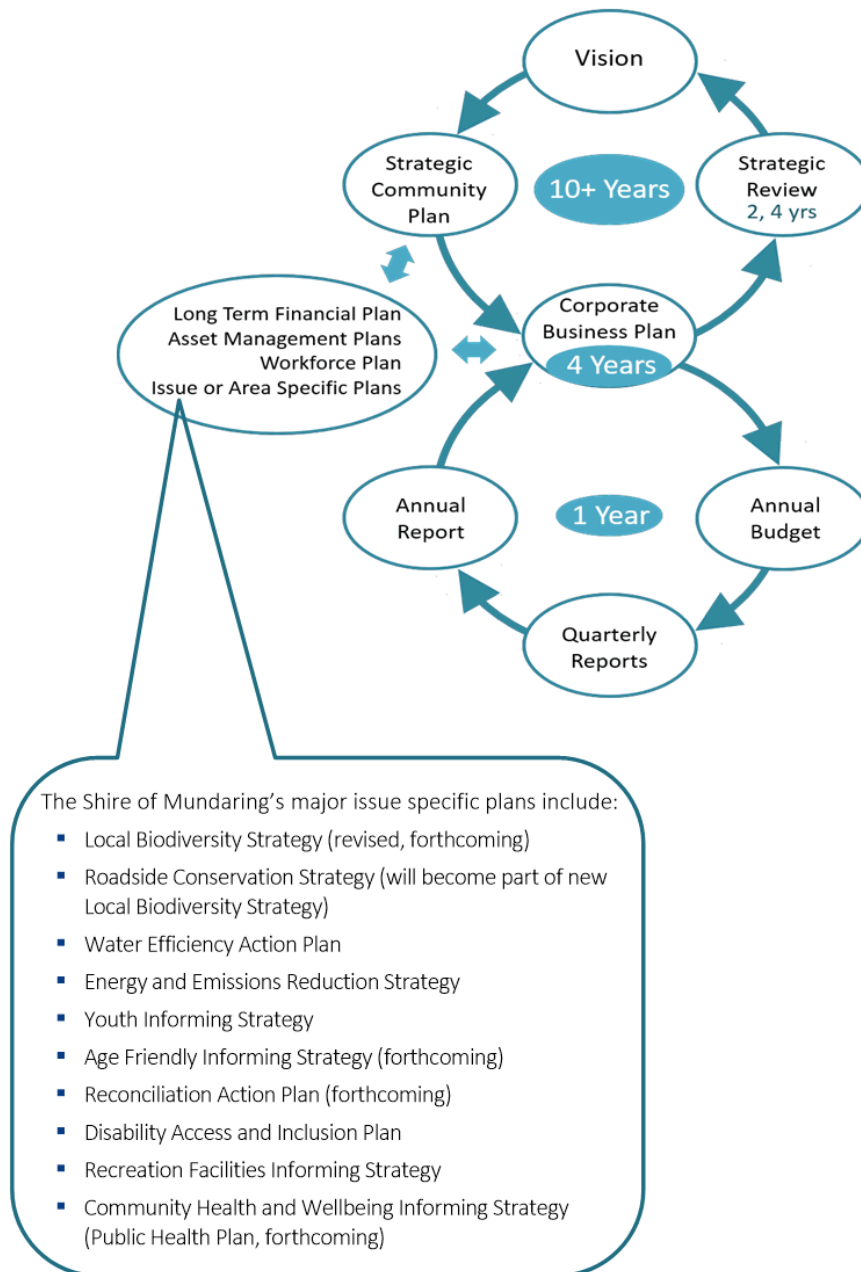 Vision
Strategic
Community
Plan
10+ Years
Strategic
Review
2, 4 yrs
Long Term Financial Plan
Asset Management Plans
Workforce Plan
Issue or Area Specific Plans
Corporate
Business Plan
4 Years
Annual
Report
1 Year
Annual
Budget
Quarterly
Reports
The Shire of Mundaring’s major issue specific plans include:
▪ Local Biodiversity Strategy (revised, forthcoming)
▪ Roadside Conservation Strategy (will become part of new
Local Biodiversity Strategy)
▪ Water Efficiency Action Plan
▪ Energy and Emissions Reduction Strategy
▪ Youth Informing Strategy
▪ Age Friendly Informing Strategy (forthcoming)
▪ Reconciliation Action Plan (forthcoming)
▪ Disability Access and Inclusion Plan
▪ Recreation Facilities Informing Strategy
▪ Community Health and Wellbeing Informing Strategy
(Public Health Plan, forthcoming)